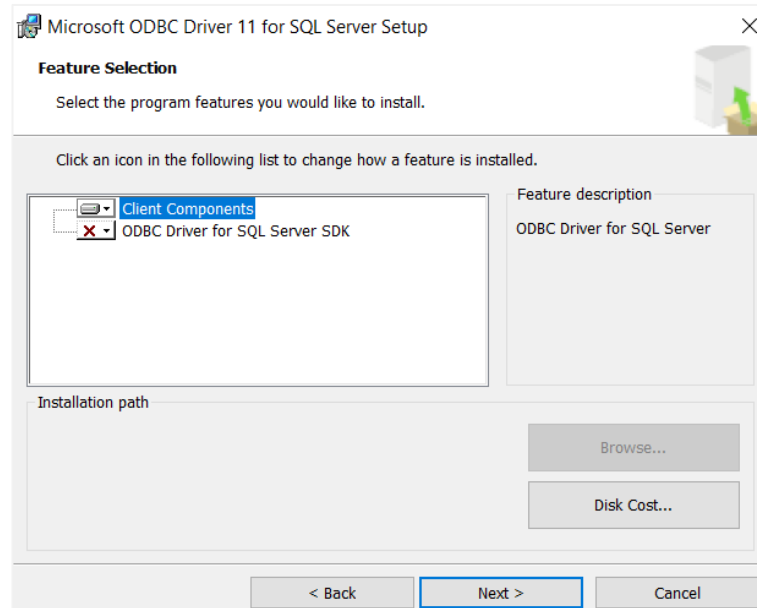 Microsoft ODBC Driver 11 for SQL Server Setup
Feature Selection
Select the program features you would like to install.
Click an icon in the following list to change how a feature is installed.
Client Components
ODBC Driver for SQL Server SDK
Feature description
ODBC Driver for SQL Server
Installation path
Browse...
Disk Cost...
< Back
Next >
Cancel